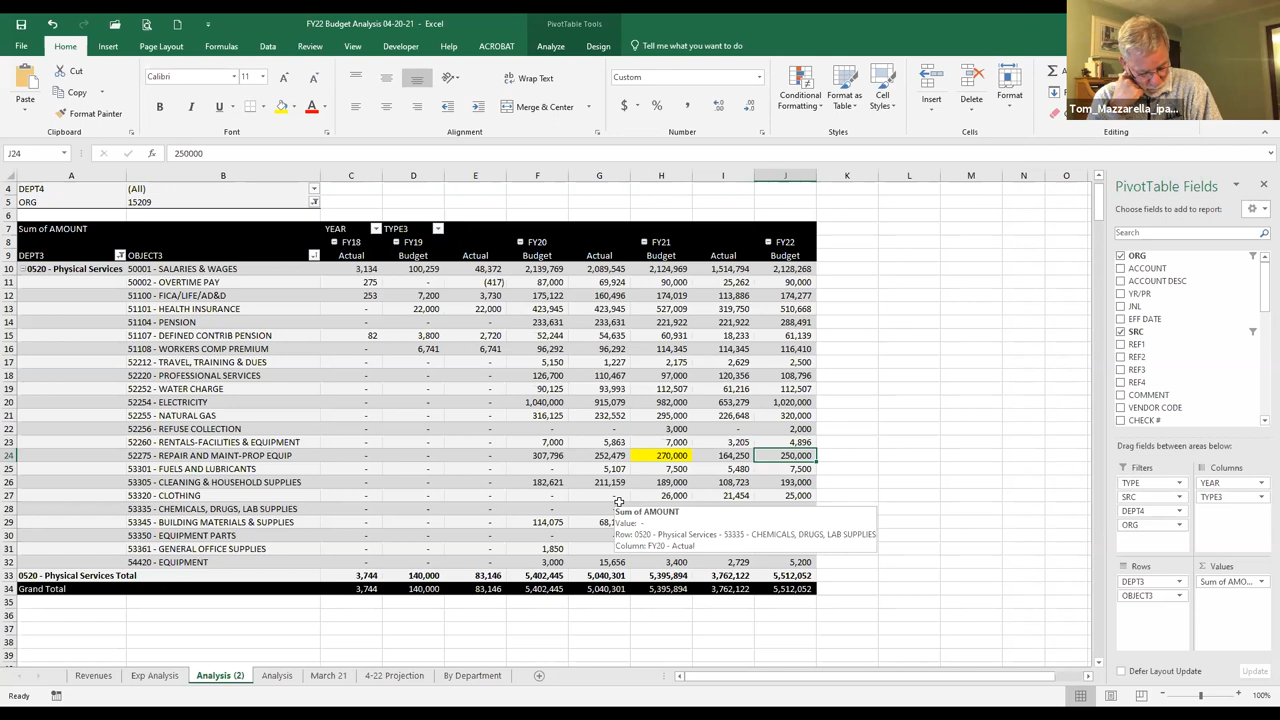 FY22 Budget Analysis 04-20-21 - Excel
PivotTable Tools
File Home Insert Page Layout Formulas Data Review View Developer Help ACROBAT Analyze Design Tell me what you want to do
Tom_Mazzarella_ipa...
Paste Cut Copy Format Painter Calibri 11 A A B I U A Wrap Text Merge & Center Custom $ % , Conditional Formatting Format as Table Cell Styles Insert Delete Format
Clipboard Font Alignment Number Styles Cells Editing
J24 fx 250000
A B C D E F G H I J K L M N O
4 DEPT4 (All)
5 ORG 15209
6
7 Sum of AMOUNT YEAR TYPE3
8 FY18 FY19 FY20 FY21 FY22
9 DEPT3 OBJECT3 Actual Budget Actual Budget Actual Budget Actual Budget
10 0520 - Physical Services 50001 - SALARIES & WAGES 3,134 100,259 48,372 2,139,769 2,089,545 2,124,969 1,514,794 2,128,268
11 50002 - OVERTIME PAY 275 - (417) 87,000 69,924 90,000 25,262 90,000
12 51100 - FICA/LIFE/AD&D 253 7,200 3,730 175,122 160,496 174,019 113,886 174,277
13 51101 - HEALTH INSURANCE - 22,000 22,000 423,945 423,945 527,009 319,750 510,668
14 51104 - PENSION - - - 233,631 233,631 221,922 221,922 288,491
15 51107 - DEFINED CONTRIB PENSION 82 3,800 2,720 52,244 54,635 60,931 18,233 61,139
16 51108 - WORKERS COMP PREMIUM - 6,741 6,741 96,292 96,292 114,345 114,345 116,410
17 52212 - TRAVEL, TRAINING & DUES - - - 5,150 1,227 2,175 2,629 2,500
18 52220 - PROFESSIONAL SERVICES - - - 126,700 110,467 97,000 120,356 108,796
19 52252 - WATER CHARGE - - - 90,125 93,993 112,507 61,216 112,507
20 52254 - ELECTRICITY - - - 1,040,000 915,079 982,000 653,279 1,020,000
21 52255 - NATURAL GAS - - - 316,125 232,552 295,000 226,648 320,000
22 52256 - REFUSE COLLECTION - - - - - 3,000 - 2,000
23 52260 - RENTALS-FACILITIES & EQUIPMENT - - - 7,000 5,863 7,000 3,205 4,896
24 52275 - REPAIR AND MAINT-PROP EQUIP - - - 307,796 252,479 270,000 164,250 250,000
25 53301 - FUELS AND LUBRICANTS - - - - 5,107 7,500 5,480 7,500
26 53305 - CLEANING & HOUSEHOLD SUPPLIES - - - 182,621 211,159 189,000 108,723 193,000
27 53320 - CLOTHING - - - - - 26,000 21,454 25,000
28 53335 - CHEMICALS, DRUGS, LAB SUPPLIES - - - -
29 53345 - BUILDING MATERIALS & SUPPLIES - - - 114,075
30 53350 - EQUIPMENT PARTS - - - -
31 53361 - GENERAL OFFICE SUPPLIES - - - 1,850
32 54420 - EQUIPMENT - - - 3,000 15,656 3,400 2,729 5,200
33 0520 - Physical Services Total 3,744 140,000 83,146 5,402,445 5,040,301 5,395,894 3,762,122 5,512,052
34 Grand Total 3,744 140,000 83,146 5,402,445 5,040,301 5,395,894 3,762,122 5,512,052
35
36
37
38
39
Sum of AMOUNT
Value: -
Row: 0520 - Physical Services - 53335 - CHEMICALS, DRUGS, LAB SUPPLIES
Column: FY20 - Actual
PivotTable Fields
Choose fields to add to report:
Search
ORG
ACCOUNT
ACCOUNT DESC
YR/PR
JNL
EFF DATE
SRC
REF1
REF2
REF3
REF4
COMMENT
VENDOR CODE
CHECK #
Drag fields between areas below:
Filters Columns
TYPE YEAR
SRC TYPE3
DEPT4
ORG
Rows Σ Values
DEPT3 Sum of AMO...
OBJECT3
Defer Layout Update Update
Revenues Exp Analysis Analysis (2) Analysis March 21 4-22 Projection By Department
Ready 100%